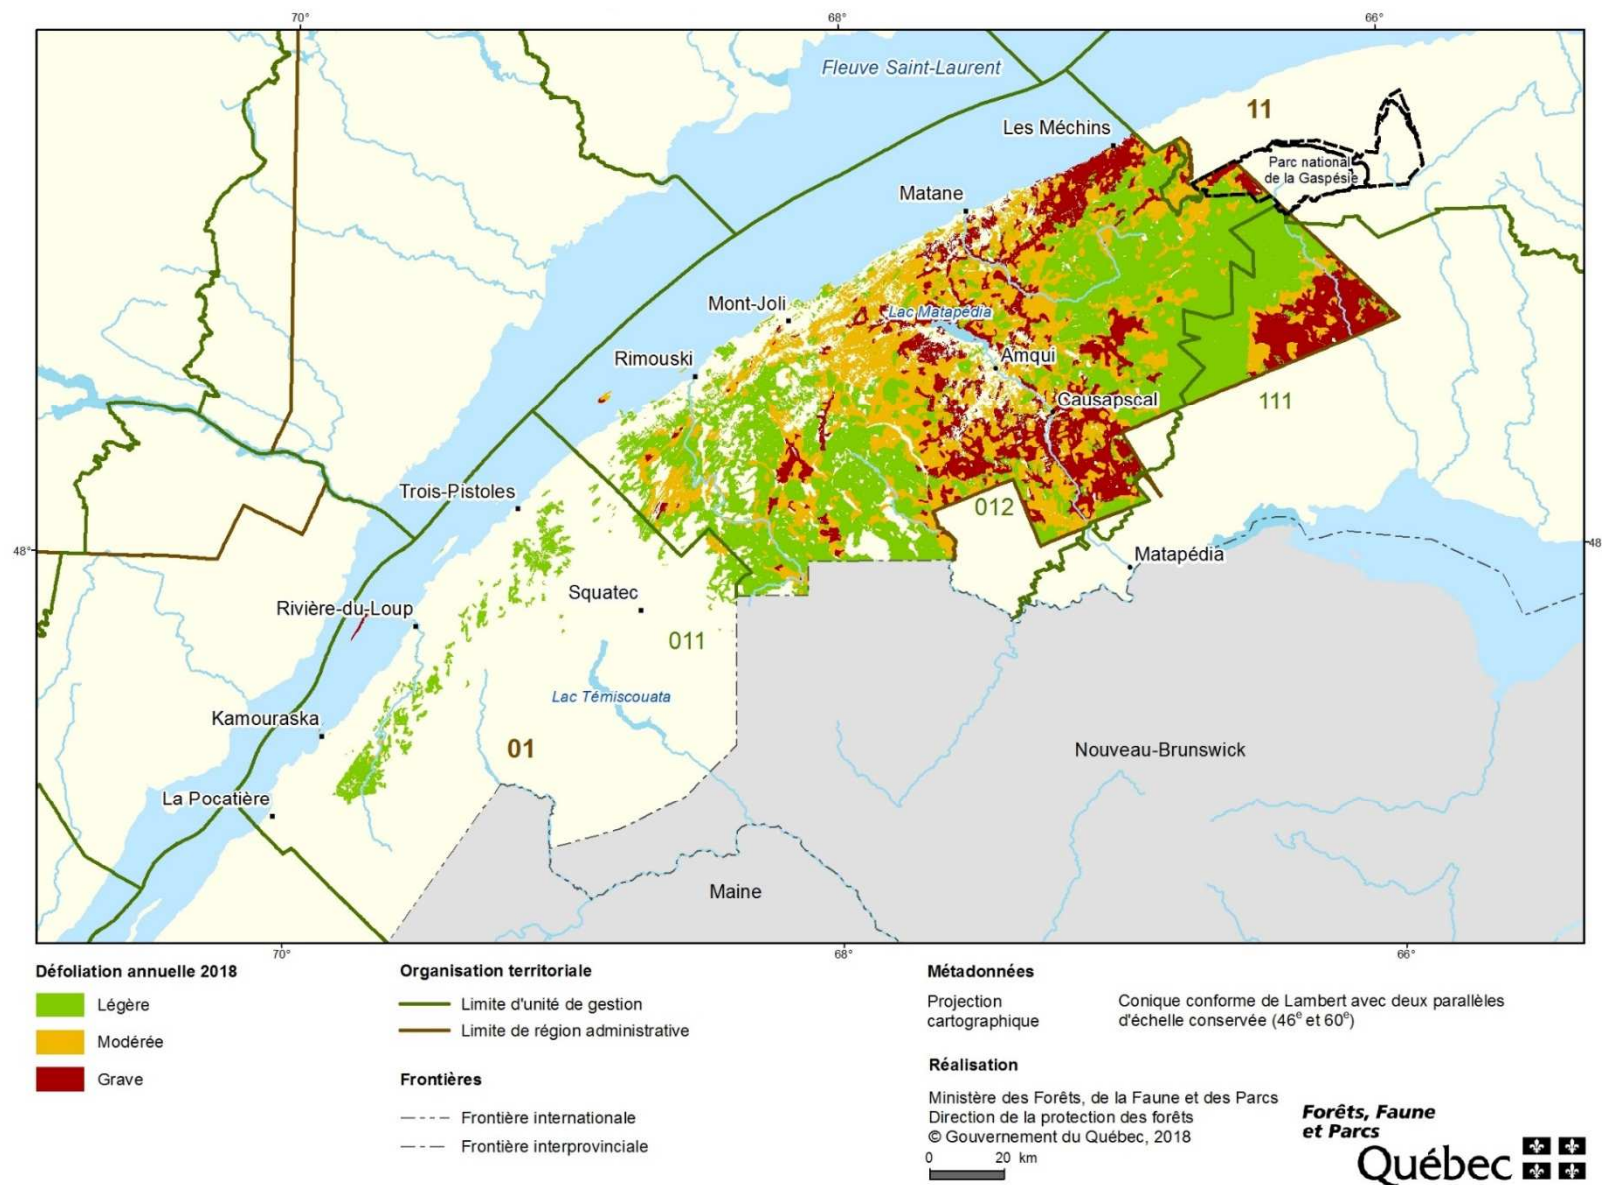 70°
68°
66°
Fleuve Saint-Laurent
11
Les Méchins
Parc national
de la Gaspésie
Matane
Mont-Joli
Lac Matapédia
Rimouski
Amqui
Causapscal
111
Trois-Pistoles
012
48°
48
Matapédia
Squatec
Rivière-du-Loup
011
Lac Témiscouata
Kamouraska
01
Nouveau-Brunswick
La Pocatière
Maine
70°
68°
66°
Défoliation annuelle 2018
Légère
Modérée
Grave
Organisation territoriale
Limite d'unité de gestion
Limite de région administrative
Frontières
Frontière internationale
Frontière interprovinciale
Métadonnées
Projection
cartographique
Conique conforme de Lambert avec deux parallèles
d'échelle conservée (46e et 60e)
Réalisation
Ministère des Forêts, de la Faune et des Parcs
Direction de la protection des forêts
© Gouvernement du Québec, 2018
0 20 km
Forêts, Faune
et Parcs
Québec